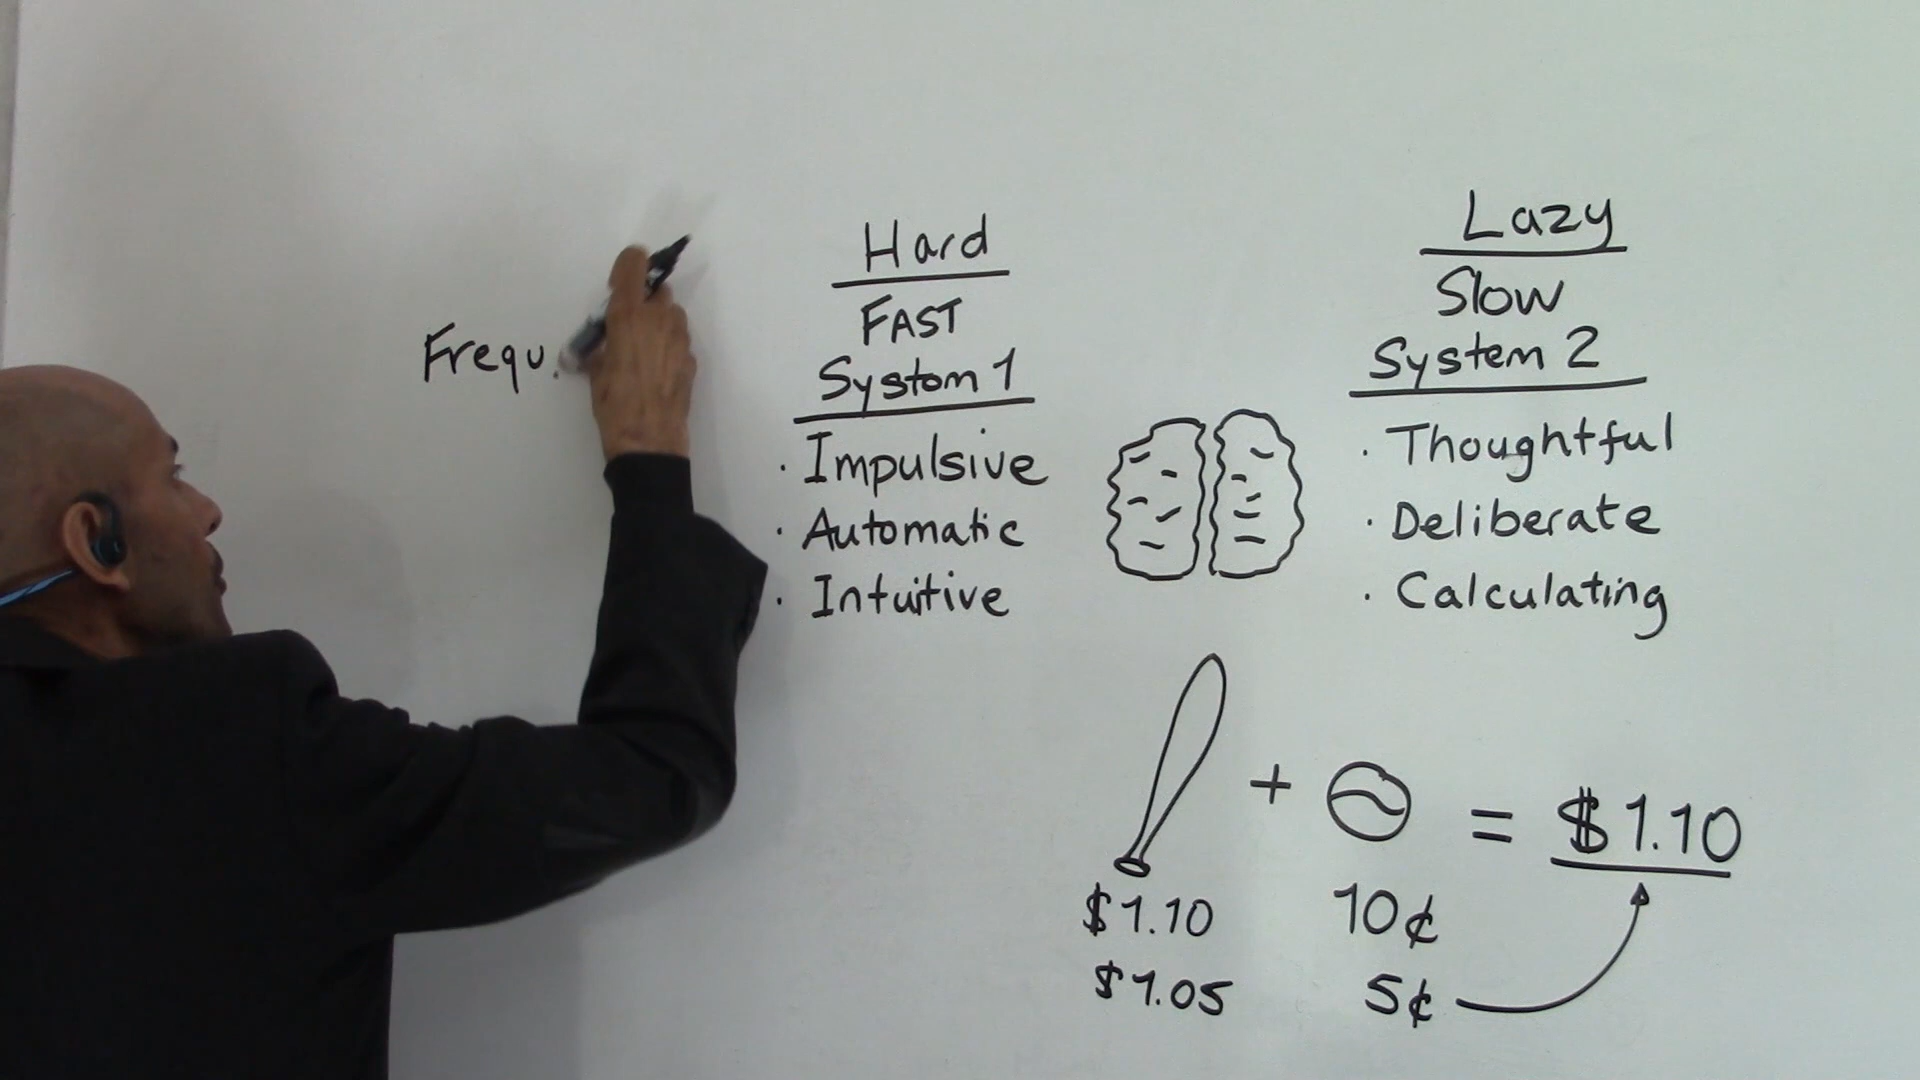 Frequ.
Hard
FAST
Systom 1
· Impulsive
· Automatic
· Intuitive
Lazy
Slow
System 2
· Thoughtful
· Deliberate
· Calculating
+ = $1.10
$1.10 10¢
$1.05 5¢